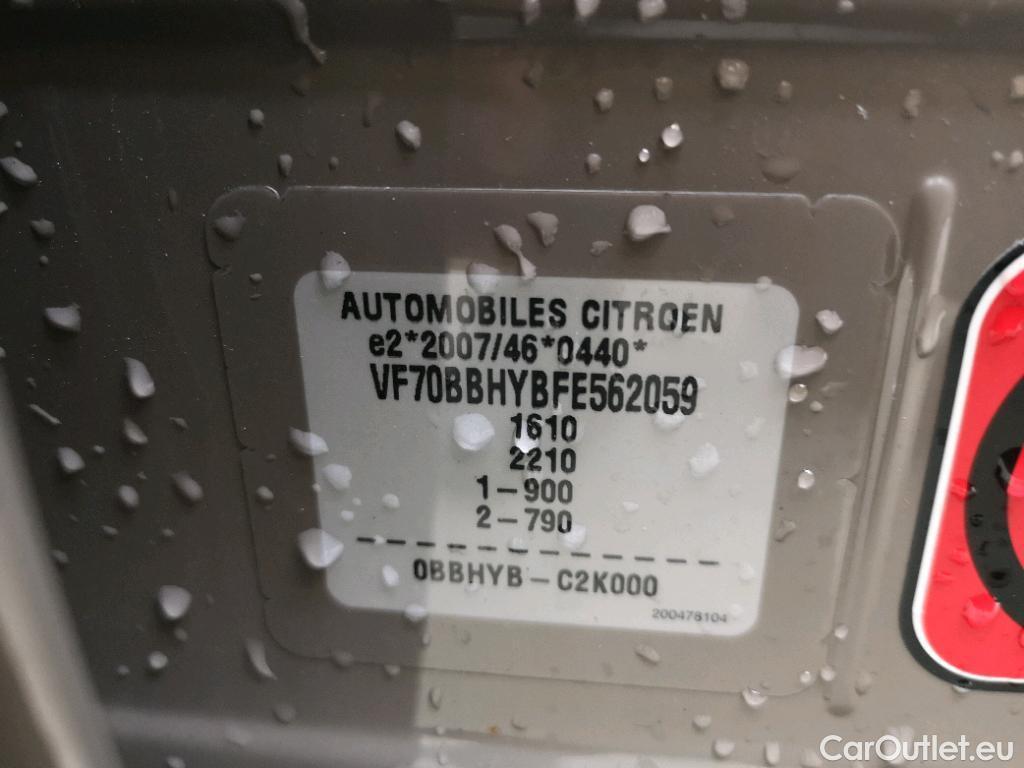 AUTOMOBILES CITROEN
e2*2007/46*0440*
VF70BBHYBFE562059
1610
2210
1-900
2-790
0BBHYB-C2K000
200478104
CarOutlet.eu